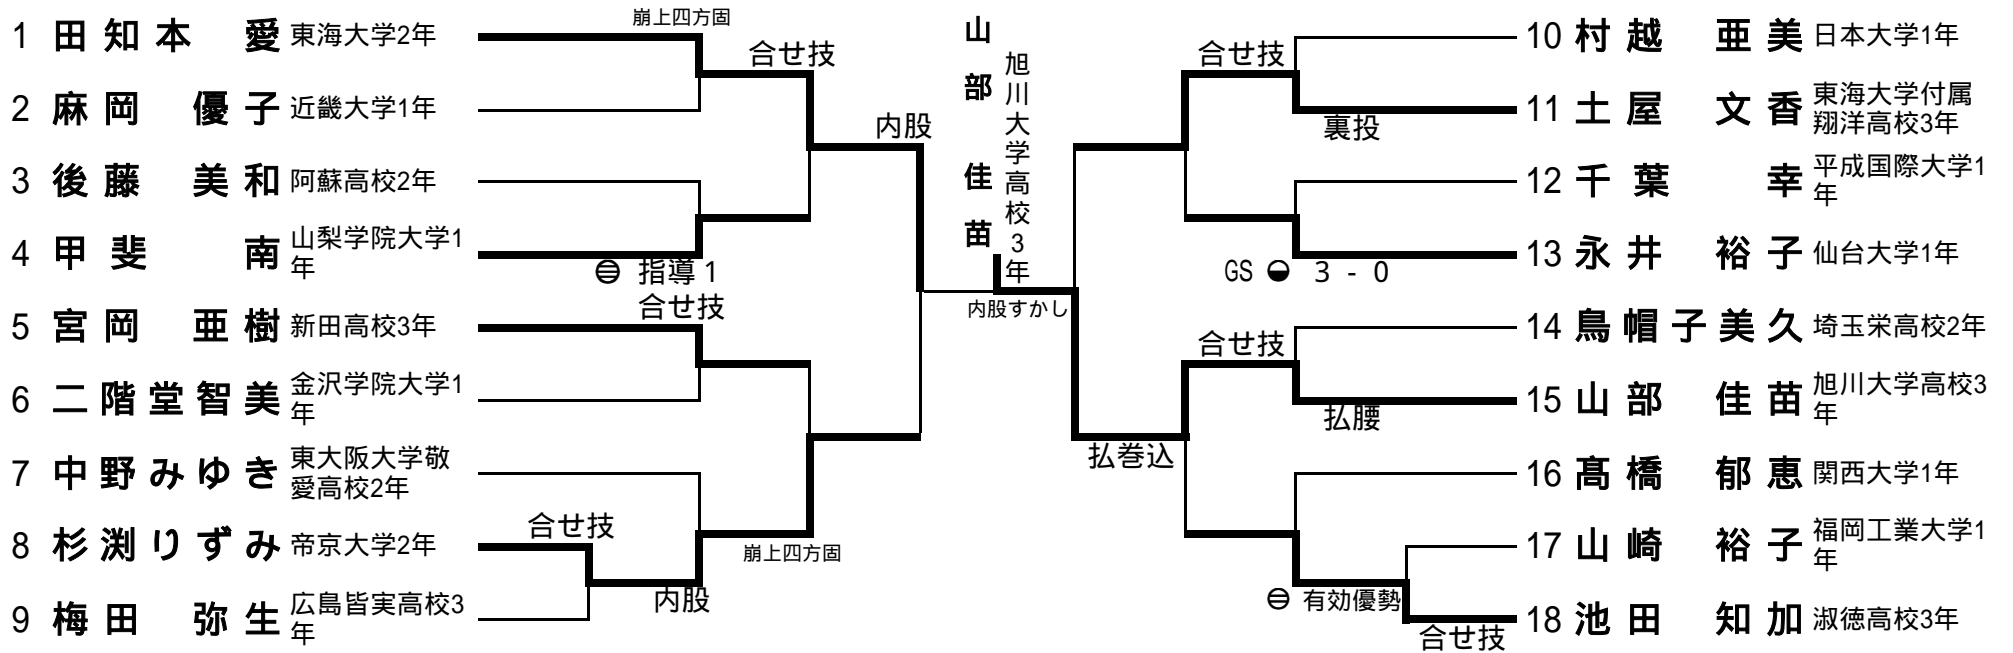 1 田知本 愛 東海大学2年
2 麻岡 優子 近畿大学1年
3 後藤 美和 阿蘇高校2年
4 甲斐 南 山梨学院大学1
年
5 宮岡 亜樹 新田高校3年
6 二階堂智美 金沢学院大学1
年
7 中野みゆき 東大阪大学敬
愛高校2年
8 杉渕りずみ 帝京大学2年
9 梅田 弥生 広島皆実高校3
年
崩上四方固
合せ技
内股
㊀ 指導1
合せ技
合せ技
崩上四方固
内股
山部 佳苗
旭川大学高校3年
内股すかし
合せ技
裏投
GS ◒ 3 - 0
合せ技
払腰
払巻込
㊀ 有効優勢
合せ技
10 村越 亜美 日本大学1年
11 土屋 文香 東海大学付属
翔洋高校3年
12 千葉 幸 平成国際大学1
年
13 永井 裕子 仙台大学1年
14 烏帽子美久 埼玉栄高校2年
15 山部 佳苗 旭川大学高校3
年
16 髙橋 郁恵 関西大学1年
17 山崎 裕子 福岡工業大学1
年
18 池田 知加 淑徳高校3年